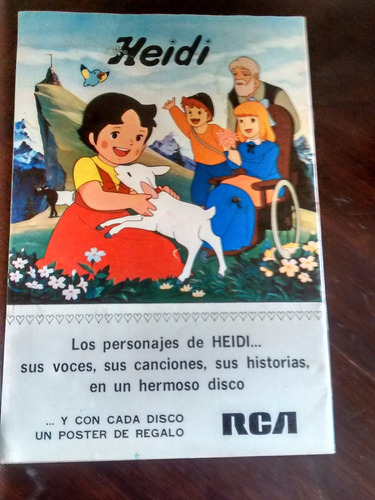 Heidi
Los personajes de HEIDI...
sus voces, sus canciones, sus historias,
en un hermoso disco
... Y CON CADA DISCO
UN POSTER DE REGALO
RCA